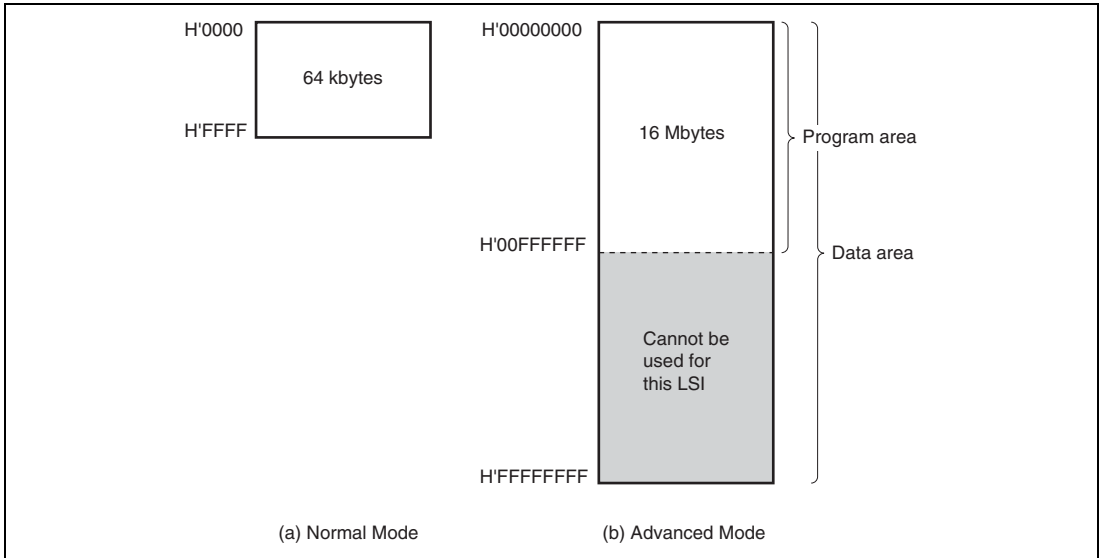 H'0000
64 kbytes
H'FFFF
(a) Normal Mode
H'00000000
16 Mbytes
Program area
H'00FFFFFF
Data area
Cannot be
used for
this LSI
H'FFFFFFFF
(b) Advanced Mode